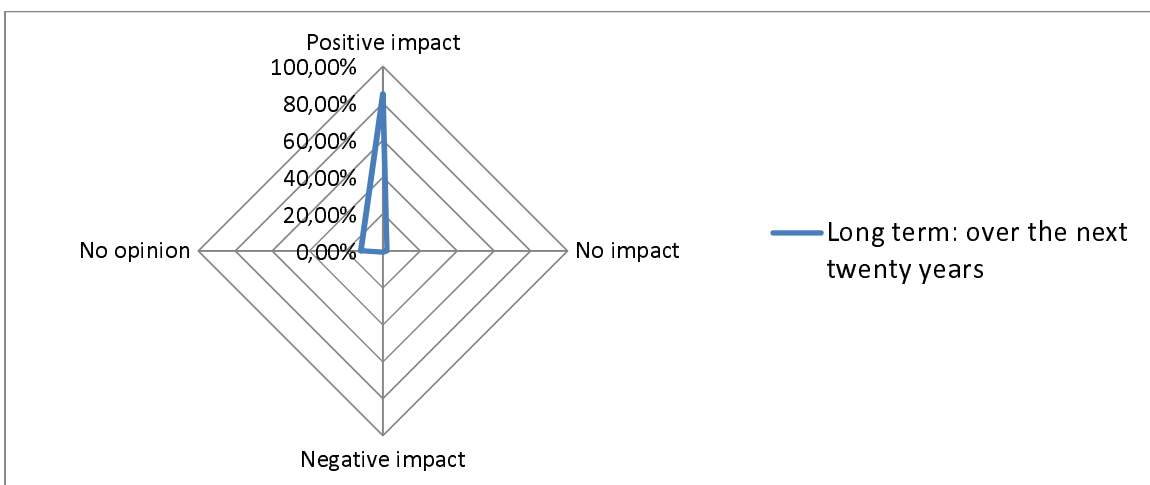 Positive impact
100,00%
80,00%
60,00%
40,00%
20,00%
0,00%
No opinion
No impact
Long term: over the next
twenty years
Negative impact